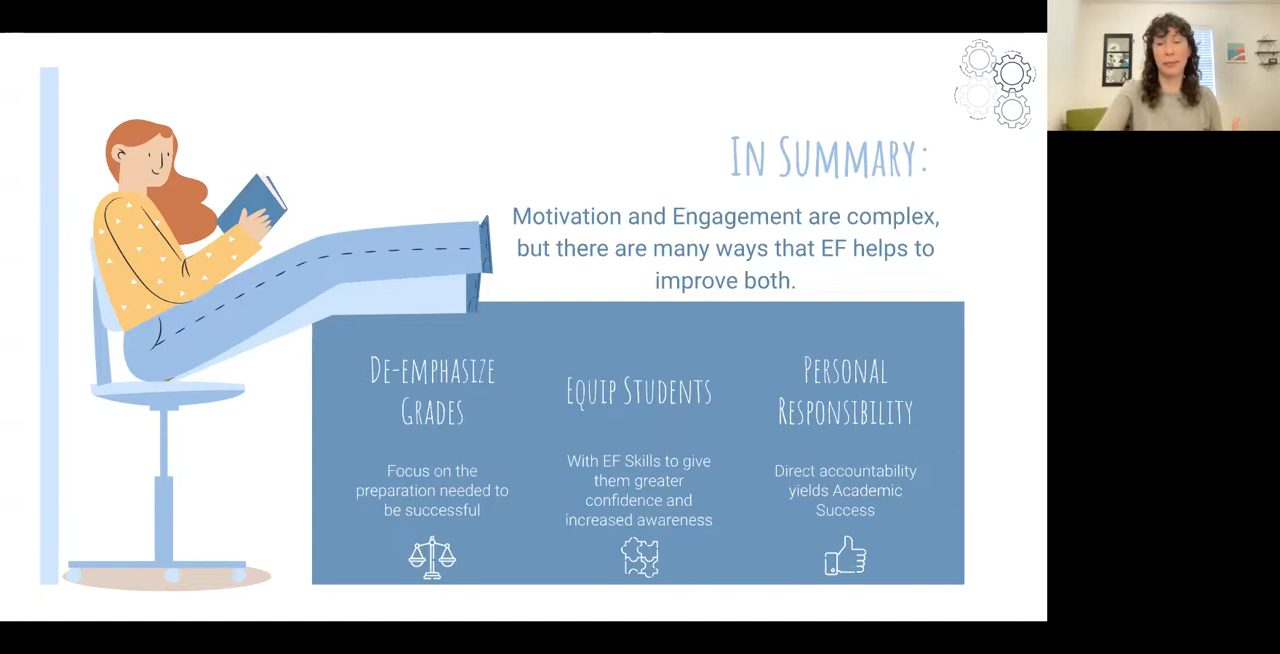 In Summary:
Motivation and Engagement are complex,
but there are many ways that EF helps to
improve both.
De-emphasize
Grades
Focus on the
preparation needed to
be successful
Equip Students
With EF Skills to give
them greater
confidence and
increased awareness
Personal
Responsibility
Direct accountability
yields Academic
Success